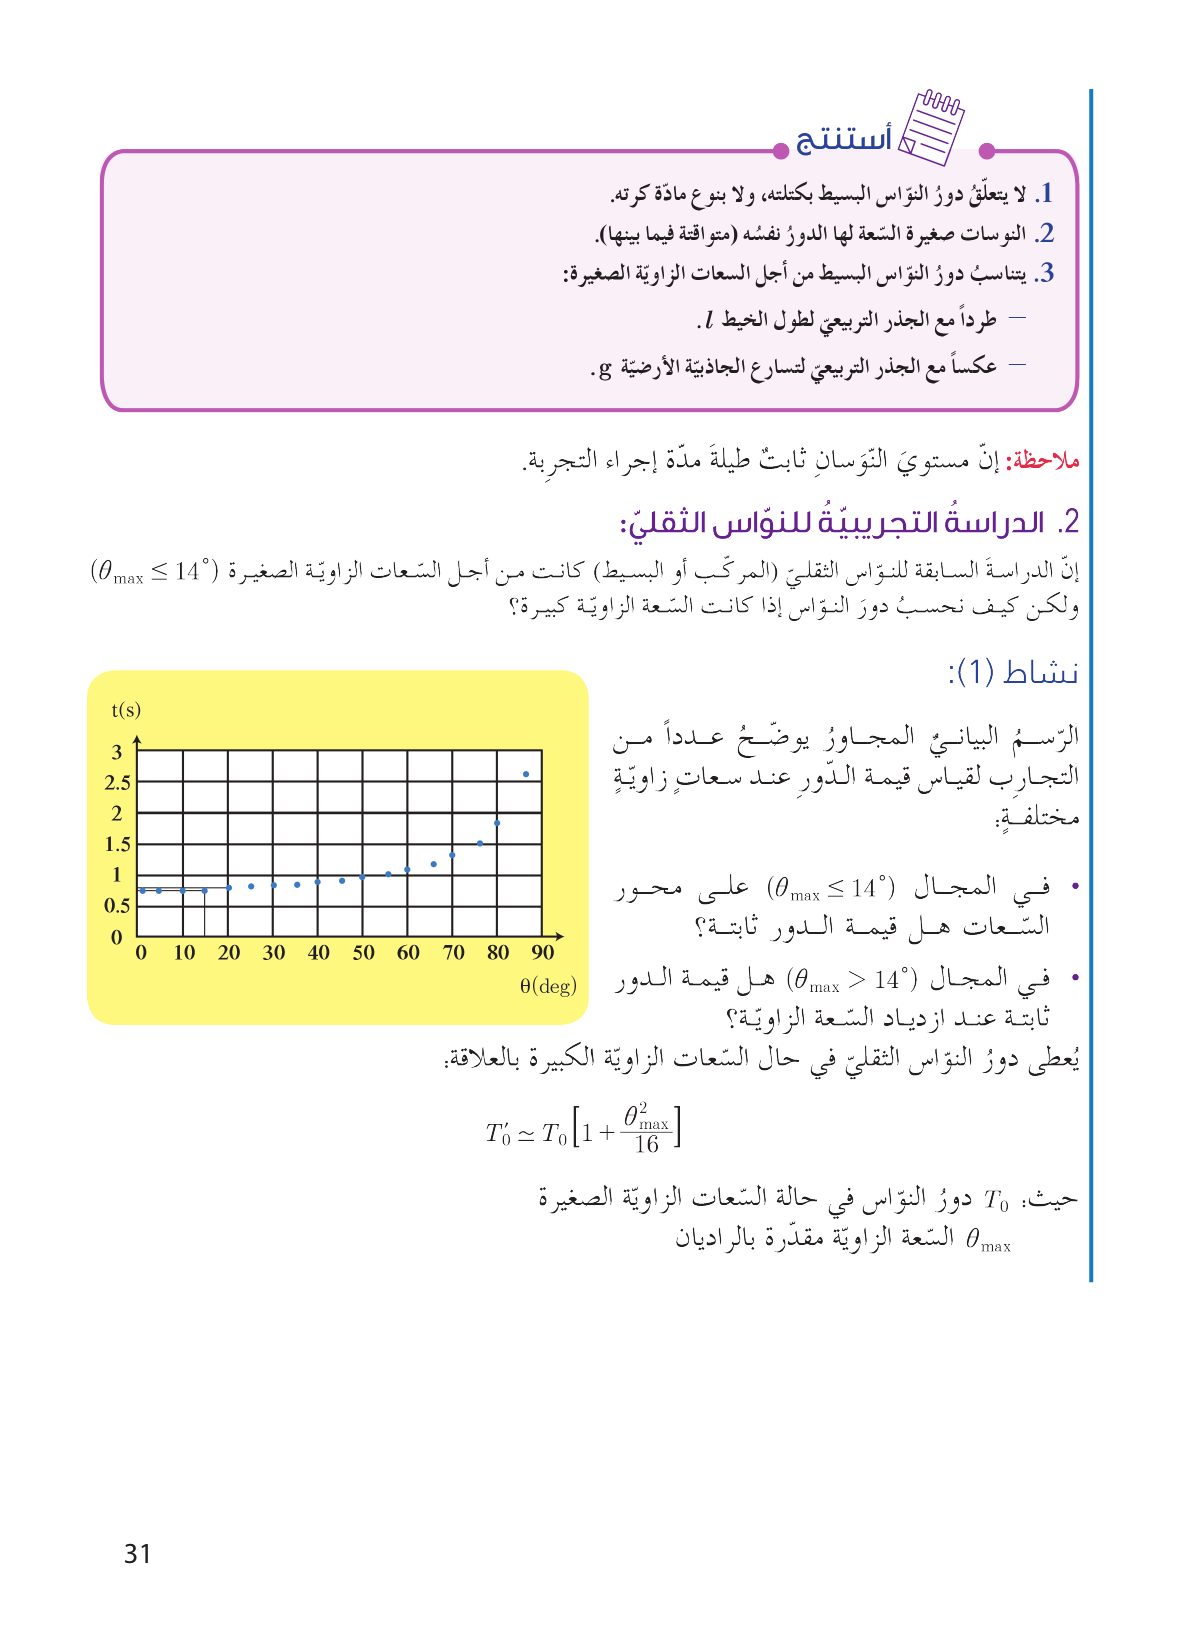 أستنتج
1. لا يتعلّقُ دورُ النوّاس البسيط بكتلته، ولا بنوع مادّة كرته.
2. النوسات صغيرة السّعة لها الدورُ نفسُه (متواقتة فيما بينها).
3. يتناسبُ دورُ النوّاس البسيط من أجل السعات الزاويّة الصغيرة:
– طرداً مع الجذر التربيعيّ لطول الخيط l.
– عكساً مع الجذر التربيعيّ لتسارع الجاذبيّة الأرضيّة g.
ملاحظة: إنّ مستويَ النّوَسانِ ثابتٌ طيلةَ مدّة إجراء التجرِبة.
2. الدراسةُ التجريبيّةُ للنوّاس الثقليّ:
إنّ الدراسةَ السابقة للنوّاس الثقليّ (المركّب أو البسيط) كانت من أجل السّعات الزاويّة الصغيرة (θmax ≤ 14°)
ولكن كيف نحسبُ دورَ النوّاس إذا كانت السّعة الزاويّة كبيرة؟
نشاط (1):
الرّسمُ البيانيٌ المجاورُ يوضّحُ عدداً من
التجارِب لقياس قيمة الدّورِ عند سعاتٍ زاويّةٍ
مختلفةٍ:
• في المجال (θmax ≤ 14°) على محور
السّعات هل قيمة الدور ثابتة؟
• في المجال (θmax > 14°) هل قيمة الدور
ثابتة عند ازدياد السّعة الزاويّة؟
t(s)
3
2.5
2
1.5
1
0.5
0
0 10 20 30 40 50 60 70 80 90
θ(deg)
يُعطى دورُ النوّاس الثقليّ في حال السّعات الزاويّة الكبيرة بالعلاقة:
T′0 ≃ T0[1 + θ²max/16]
حيث: T0 دورُ النوّاس في حالة السّعات الزاويّة الصغيرة
θmax السّعة الزاويّة مقدّرة بالراديان
31